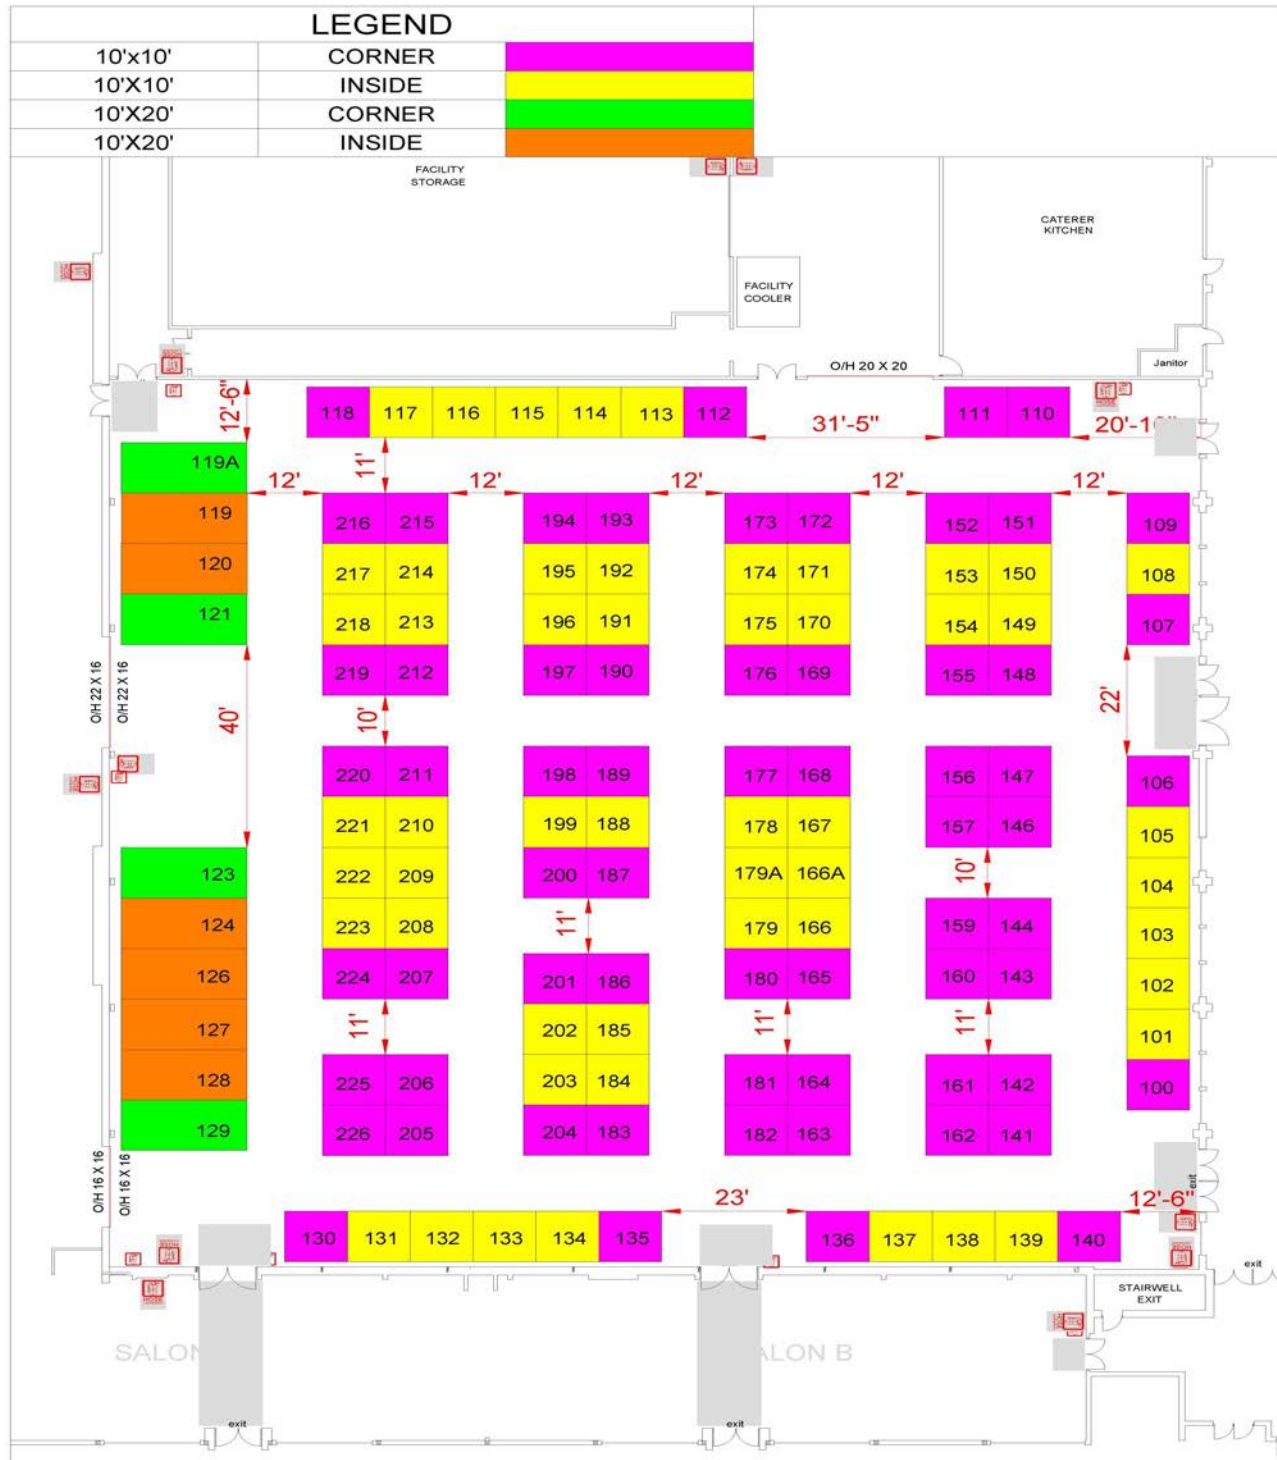 LEGEND
10'x10' CORNER
10'X10' INSIDE
10'X20' CORNER
10'X20' INSIDE
FACILITY
STORAGE
CATERER
KITCHEN
FACILITY
COOLER
O/H 20 X 20
Janitor
12'-6"
118 117 116 115 114 113 112
31'-5"
111 110
HOSE
11'
119A
12' 12' 12' 12' 12'
119
216 215 194 193 173 172 152 151 109
120
217 214 195 192 174 171 153 150 108
121
218 213 196 191 175 170 154 149 107
219 212 197 190 176 169 155 148
O/H 22 X 16
O/H 22 X 16
40'
10'
22'
220 211 198 189 177 168 156 147 106
221 210 199 188 178 167 157 146 105
123
222 209 200 187 179A 166A
10'
104
124
223 208
11'
179 166 159 144 103
126
224 207 201 186 180 165 160 143 102
127
11'
202 185
11'
11'
101
128
225 206 203 184 181 164 161 142 100
129
226 205 204 183 182 163 162 141
O/H 16 X 16
O/H 16 X 16
exit
23'
12'-6"
130 131 132 133 134 135 136 137 138 139 140
HOSE
exit
STAIRWELL
EXIT
SALON
ALON B
exit
exit